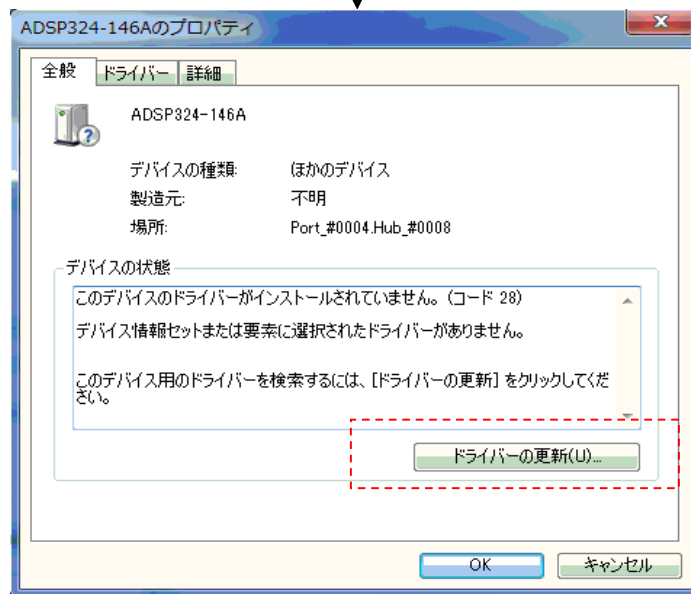 ADSP324-146Aのプロパティ
全般 ドライバー 詳細
ADSP324-146A
デバイスの種類: ほかのデバイス
製造元: 不明
場所: Port_#0004.Hub_#0008
デバイスの状態
このデバイスのドライバーがインストールされていません。(コード 28)
デバイス情報セットまたは要素に選択されたドライバーがありません。
このデバイス用のドライバーを検索するには、[ドライバーの更新] をクリックしてくだ
さい。
ドライバーの更新(U)...
OK キャンセル